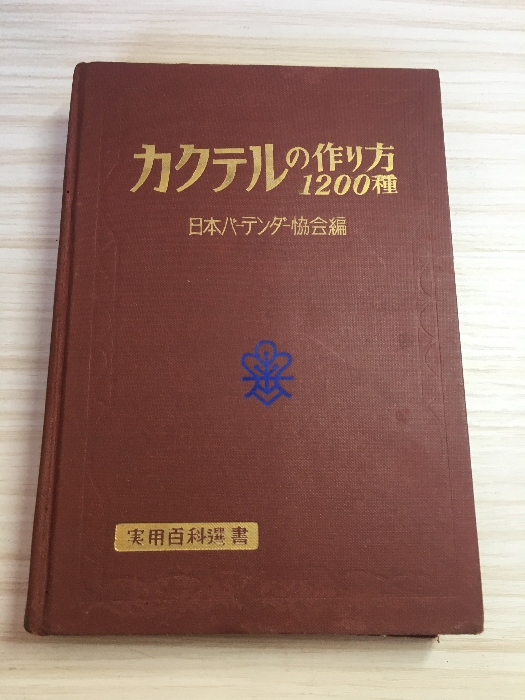 カクテルの作り方
1200種
日本バーテンダー協会編
実用百科選書